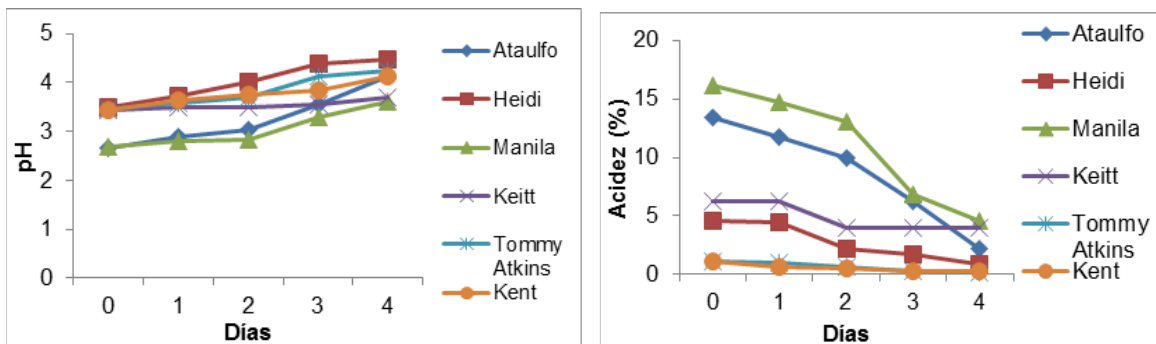 5
4
3
2
1
0
pH
0 1 2 3 4
Días
Ataulfo
Heidi
Manila
Keitt
Tommy
Atkins
Kent
20
15
10
5
0
Acidez (%)
0 1 2 3 4
Días
Ataulfo
Heidi
Manila
Keitt
Tommy
Atkins
Kent